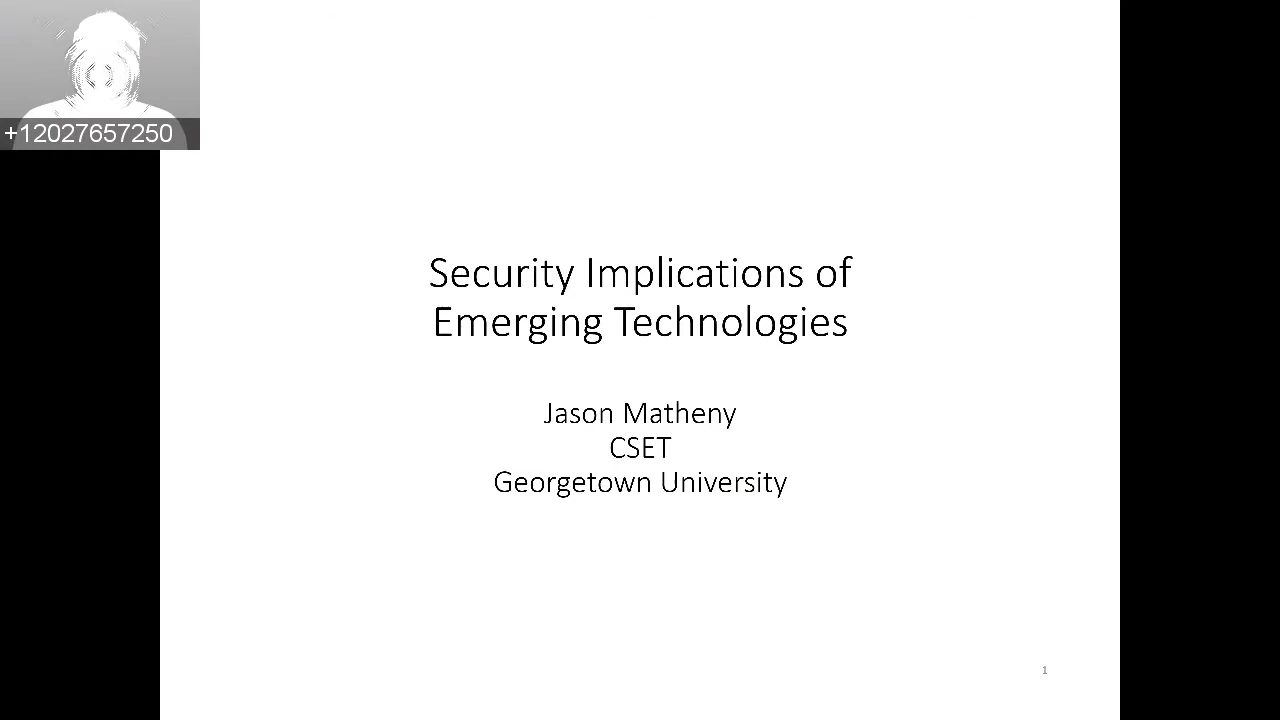 +12027657250
Security Implications of
Emerging Technologies
Jason Matheny
CSET
Georgetown University
1